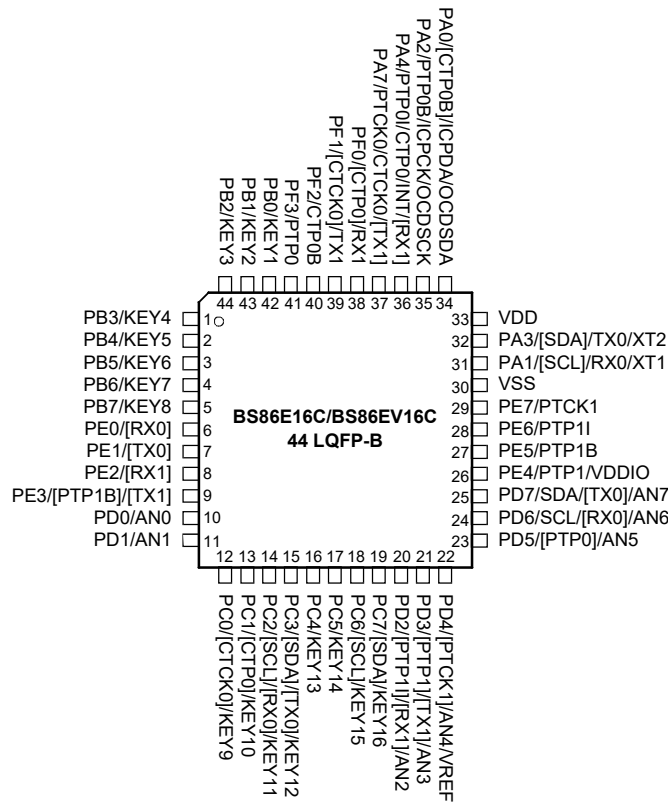 PB2/KEY3
PB1/KEY2
PB0/KEY1
PF3/PTP0
PF2/CTP0B
PF1/[CTCK0]/TX1
PF0/[CTP0]/RX1
PA7/PTCK0/CTCK0/[TX1]
PA4/PTP0I/CTP0/INT/[RX1]
PA2/PTP0B/ICPCK/OCDSCK
PA0/[CTP0B]/ICPDA/OCDSDA
44 43 42 41 40 39 38 37 36 35 34
PB3/KEY4 1
PB4/KEY5 2
PB5/KEY6 3
PB6/KEY7 4
PB7/KEY8 5
PE0/[RX0] 6
PE1/[TX0] 7
PE2/[RX1] 8
PE3/[PTP1B]/[TX1] 9
PD0/AN0 10
PD1/AN1 11
BS86E16C/BS86EV16C
44 LQFP-B
33 VDD
32 PA3/[SDA]/TX0/XT2
31 PA1/[SCL]/RX0/XT1
30 VSS
29 PE7/PTCK1
28 PE6/PTP1I
27 PE5/PTP1B
26 PE4/PTP1/VDDIO
25 PD7/SDA/[TX0]/AN7
24 PD6/SCL/[RX0]/AN6
23 PD5/[PTP0]/AN5
12 13 14 15 16 17 18 19 20 21 22
PC0/[CTCK0]/KEY9
PC1/[CTP0]/KEY10
PC2/[SCL]/[RX0]/KEY11
PC3/[SDA]/[TX0]/KEY12
PC4/KEY13
PC5/KEY14
PC6/[SCL]/KEY15
PC7/[SDA]/KEY16
PD2/[PTP1I]/[RX1]/AN2
PD3/[PTP1]/[TX1]/AN3
PD4/[PTCK1]/AN4/VREF